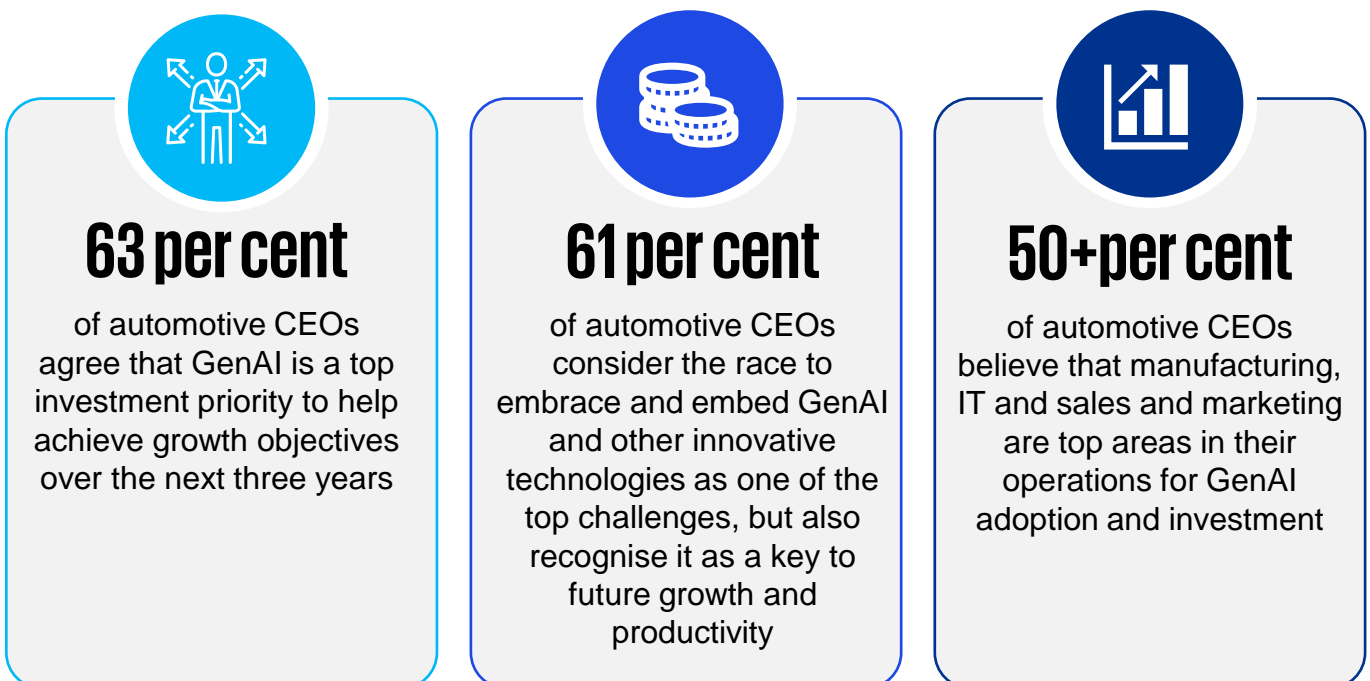 63 per cent
of automotive CEOs
agree that GenAI is a top
investment priority to help
achieve growth objectives
over the next three years
61 per cent
of automotive CEOs
consider the race to
embrace and embed GenAI
and other innovative
technologies as one of the
top challenges, but also
recognise it as a key to
future growth and
productivity
50+per cent
of automotive CEOs
believe that manufacturing,
IT and sales and marketing
are top areas in their
operations for GenAI
adoption and investment